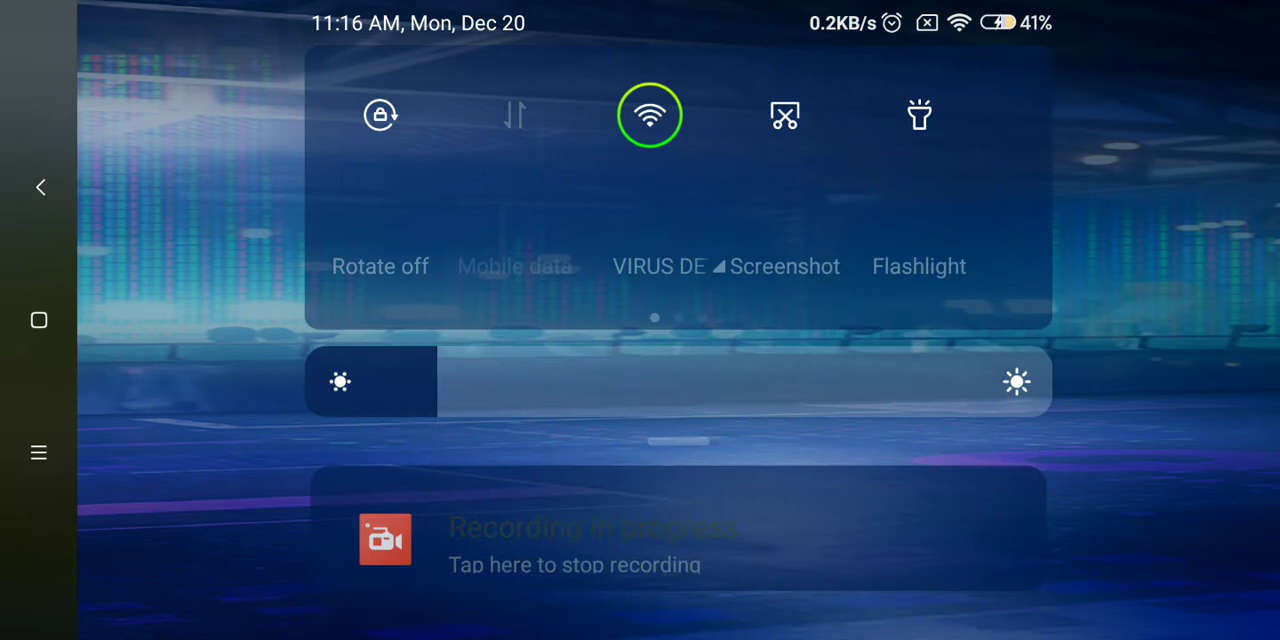 11:16 AM, Mon, Dec 20
0.2KB/s 41%
Rotate off Mobile data VIRUS DE Screenshot Flashlight
Recording in progress
Tap here to stop recording